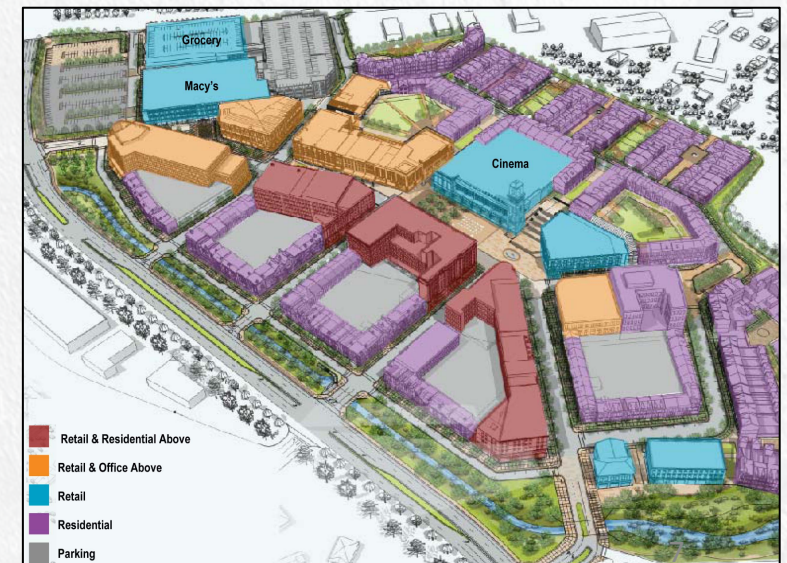 Grocery
Macy's
Cinema
Retail & Residential Above
Retail & Office Above
Retail
Residential
Parking